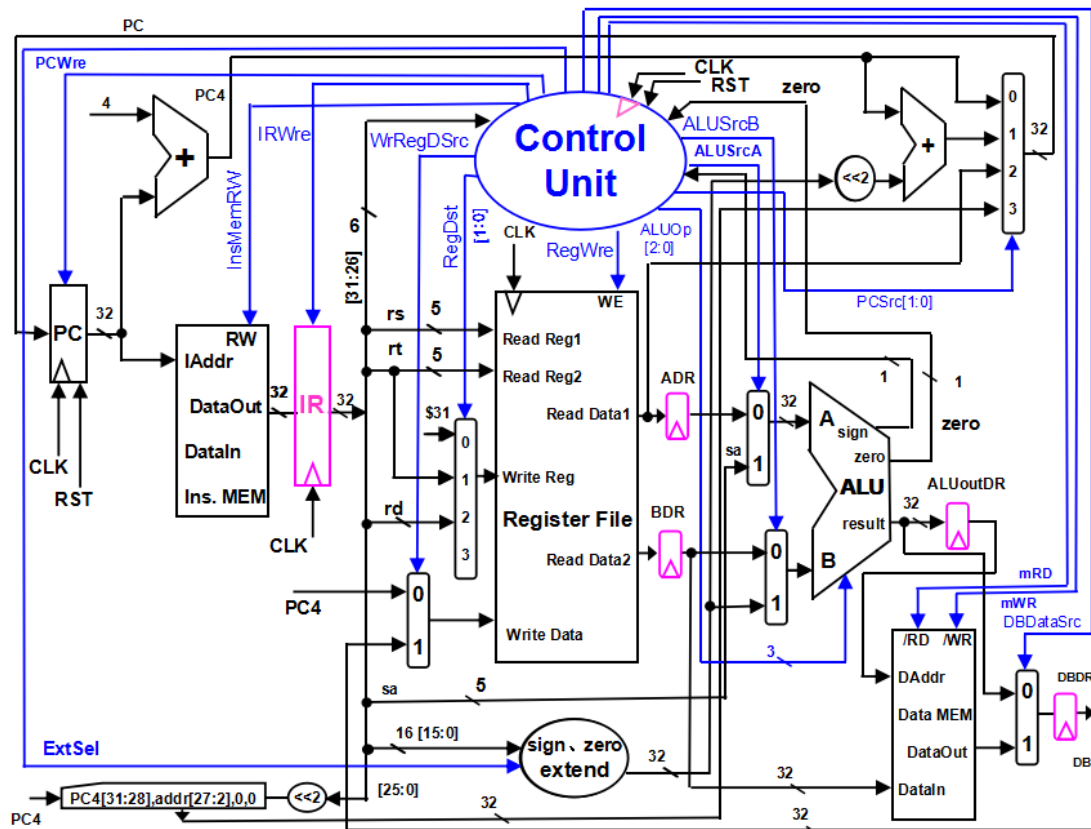 PC
PCWre
CLK
RST
zero
4
PC4
IRWre
WrRegDSrc
Control
Unit
ALUSrcB
ALUSrcA
+
+
<<2
0
1
2
3
32
InsMemRW
6
[31:26]
RegDst
[1:0]
CLK
RegWre
ALUOp
[2:0]
PCSrc[1:0]
PC
32
RW
IAddr
DataOut
DataIn
Ins. MEM
32
IR
32
CLK
RST
CLK
rs
5
rt
5
WE
Read Reg1
Read Reg2
Read Data1
Write Reg
Register File
Read Data2
Write Data
$31
0
1
2
3
rd
PC4
0
1
ADR
BDR
sa
0
1
32
0
1
A
sign
zero
ALU
result
B
1
1
zero
32
ALUoutDR
3
mRD
mWR
DBDataSrc
/RD
/WR
DAddr
Data MEM
DataOut
DataIn
0
1
DBDR
DB
sa
5
ExtSel
16 [15:0]
sign、zero
extend
32
[25:0]
<<2
PC4[31:28],addr[27:2],0,0
PC4
32
32
32